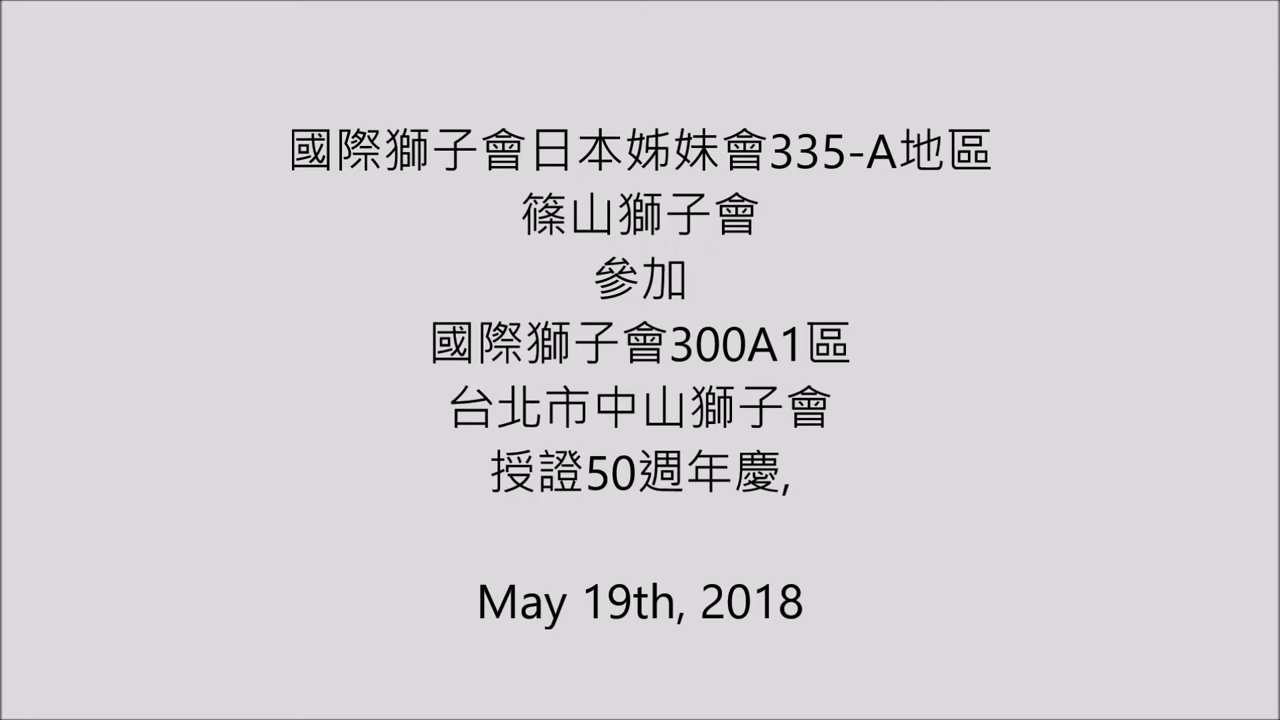 國際獅子會日本姊妹會335-A地區
篠山獅子會
參加
國際獅子會300A1區
台北市中山獅子會
授證50週年慶,
May 19th, 2018